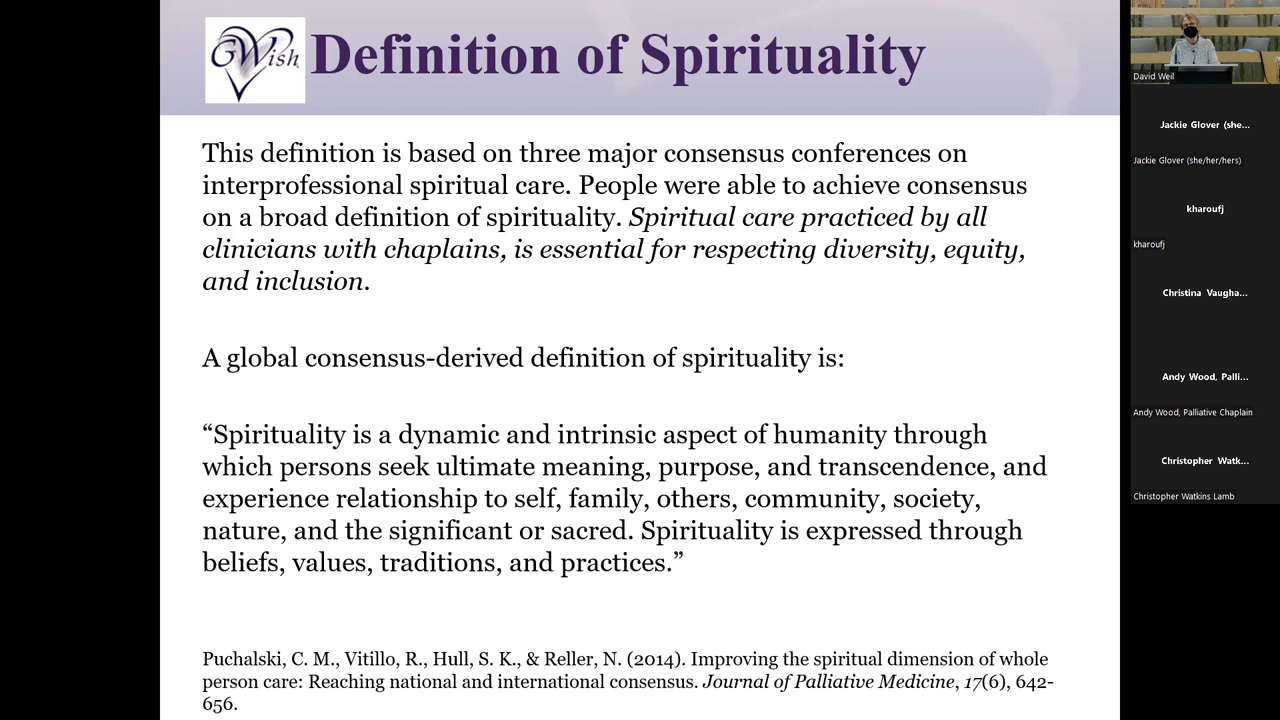 GWish
Definition of Spirituality
This definition is based on three major consensus conferences on
interprofessional spiritual care. People were able to achieve consensus
on a broad definition of spirituality. Spiritual care practiced by all
clinicians with chaplains, is essential for respecting diversity, equity,
and inclusion.
A global consensus-derived definition of spirituality is:
“Spirituality is a dynamic and intrinsic aspect of humanity through
which persons seek ultimate meaning, purpose, and transcendence, and
experience relationship to self, family, others, community, society,
nature, and the significant or sacred. Spirituality is expressed through
beliefs, values, traditions, and practices.”
Puchalski, C. M., Vitillo, R., Hull, S. K., & Reller, N. (2014). Improving the spiritual dimension of whole
person care: Reaching national and international consensus. Journal of Palliative Medicine, 17(6), 642-
656.
David Weil
Jackie Glover (she...
Jackie Glover (she/her/hers)
kharoufj
kharoufj
Christina Vaugha...
Andy Wood, Palli...
Andy Wood, Palliative Chaplain
Christopher Watk...
Christopher Watkins Lamb